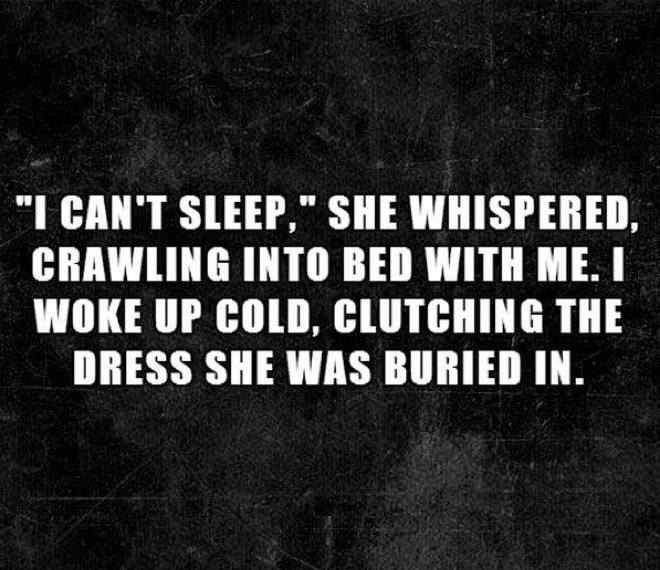 "I CAN'T SLEEP," SHE WHISPERED,
CRAWLING INTO BED WITH ME. I
WOKE UP COLD, CLUTCHING THE
DRESS SHE WAS BURIED IN.